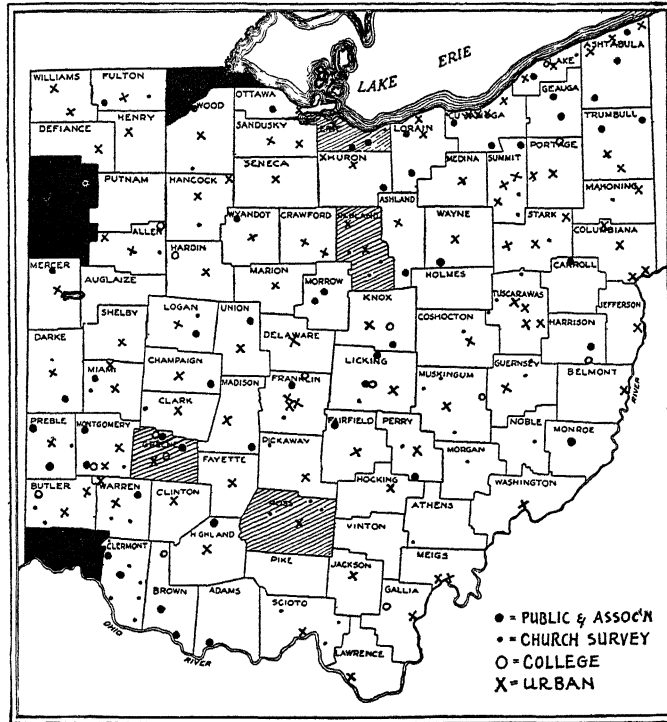 LAKE ERIE
ASHTABULA
LAKE
GEAUGA
CUYAHOGA
TRUMBULL
WILLIAMS
FULTON
OTTAWA
WOOD
LORAIN
DEFIANCE
HENRY
SANDUSKY
ERIE
HURON
MEDINA
SUMMIT
PORTAGE
SENECA
MAHONING
PUTNAM
HANCOCK
ASHLAND
WAYNE
STARK
COLUMBIANA
WYANDOT
CRAWFORD
RICHLAND
ALLEN
HARDIN
MERCER
AUGLAIZE
MARION
MORROW
HOLMES
CARROLL
TUSCARAWAS
JEFFERSON
KNOX
COSHOCTON
HARRISON
SHELBY
LOGAN
UNION
DELAWARE
DARKE
LICKING
GUERNSEY
BELMONT
MIAMI
CHAMPAIGN
MADISON
FRANKLIN
MUSKINGUM
CLARK
RIVER
PREBLE
MONTGOMERY
FAIRFIELD
PERRY
NOBLE
MONROE
GREENE
PICKAWAY
MORGAN
FAYETTE
HOCKING
WASHINGTON
BUTLER
WARREN
CLINTON
ROSS
ATHENS
VINTON
HIGHLAND
CLERMONT
MEIGS
PIKE
JACKSON
BROWN
ADAMS
SCIOTO
GALLIA
OHIO
RIVER
LAWRENCE
● = PUBLIC & ASSOC'N
• = CHURCH SURVEY
O = COLLEGE
X = URBAN